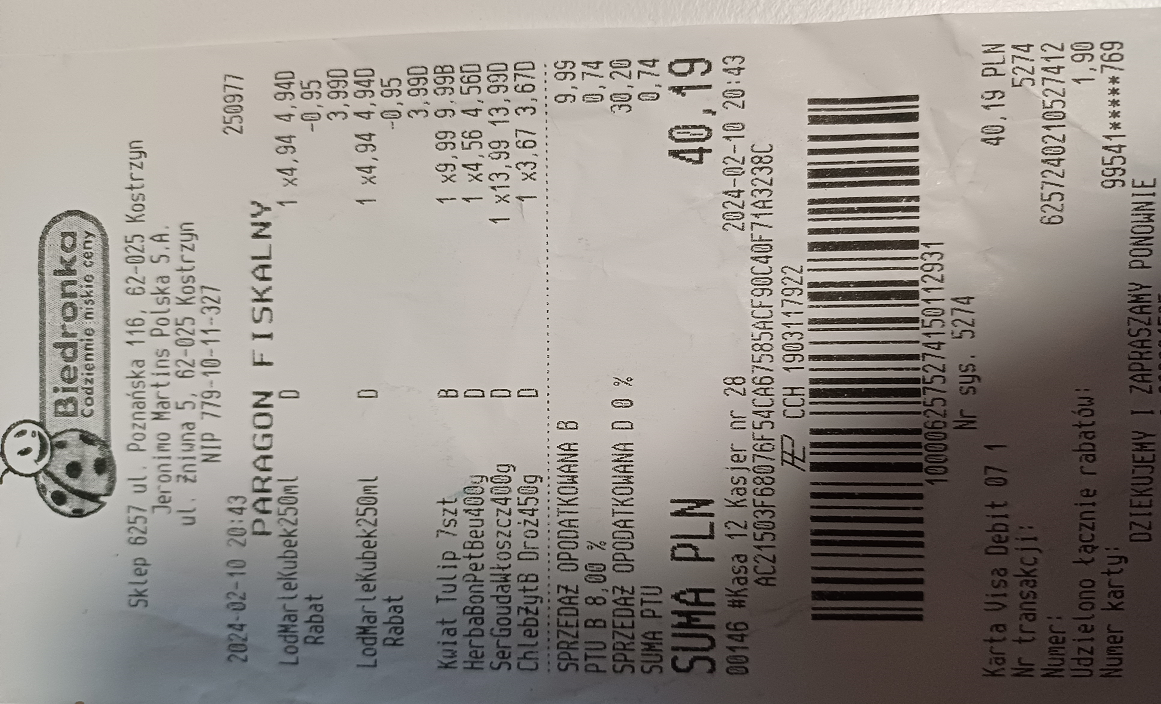 Biedronka
Codziennie niskie ceny
Sklep 6257 ul. Poznańska 116, 62-025 Kostrzyn
Jeronimo Martins Polska S.A.
ul. Żniwna 5, 62-025 Kostrzyn
NIP 779-10-11-327
2024-02-10 20:43 250977
PARAGON FISKALNY
LodMarleKubek250ml D 1 x4,94 4,94D
Rabat -0,95
3,99D
LodMarleKubek250ml D 1 x4,94 4,94D
Rabat -0,95
3,99D
Kwiat Tulip 7szt B 1 x9,99 9,99B
HerbaBonPetBeu400g D 1 x4,56 4,56D
SerGoudaWłoszcz400g D 1 x13,99 13,99D
ChlebżytB Droż450g D 1 x3,67 3,67D
SPRZEDAŻ OPODATKOWANA B 9,99
PTU B 8,00 % 0,74
SPRZEDAŻ OPODATKOWANA D 0 % 30,20
SUMA PTU 0,74
SUMA PLN 40,19
00146 #Kasa 12 Kasjer nr 28 2024-02-10 20:43
AC21503F68076F54CA67585ACF90C40F71A3238C
CCH 1903117922
1000062575274150112931
Nr sys. 5274
Karta Visa Debit 07 1 40,19 PLN
Nr transakcji: 5274
Numer: 62572402105274​12
Udzielono łącznie rabatów: 1,90
Numer karty: 99541*****769
DZIEKUJEMY I ZAPRASZAMY PONOWNIE